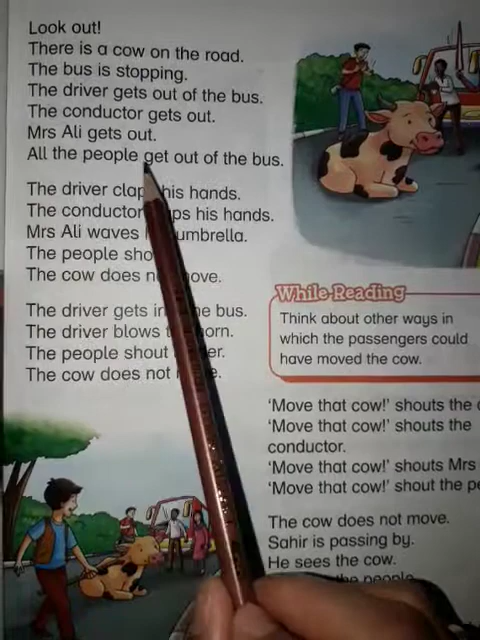 Look out!
There is a cow on the road.
The bus is stopping.
The driver gets out of the bus.
The conductor gets out.
Mrs Ali gets out.
All the people get out of the bus.
The driver clap his hands.
The conductor ps his hands.
Mrs Ali waves umbrella.
The people sho
The cow does n ove.
The driver gets in e bus.
The driver blows t orn.
The people shout er.
The cow does not
While Reading
Think about other ways in
which the passengers could
have moved the cow.
'Move that cow!' shouts the
'Move that cow!' shouts the
conductor.
'Move that cow!' shouts Mrs
'Move that cow!' shout the pe
The cow does not move.
Sahir is passing by.
He sees the cow.
the people